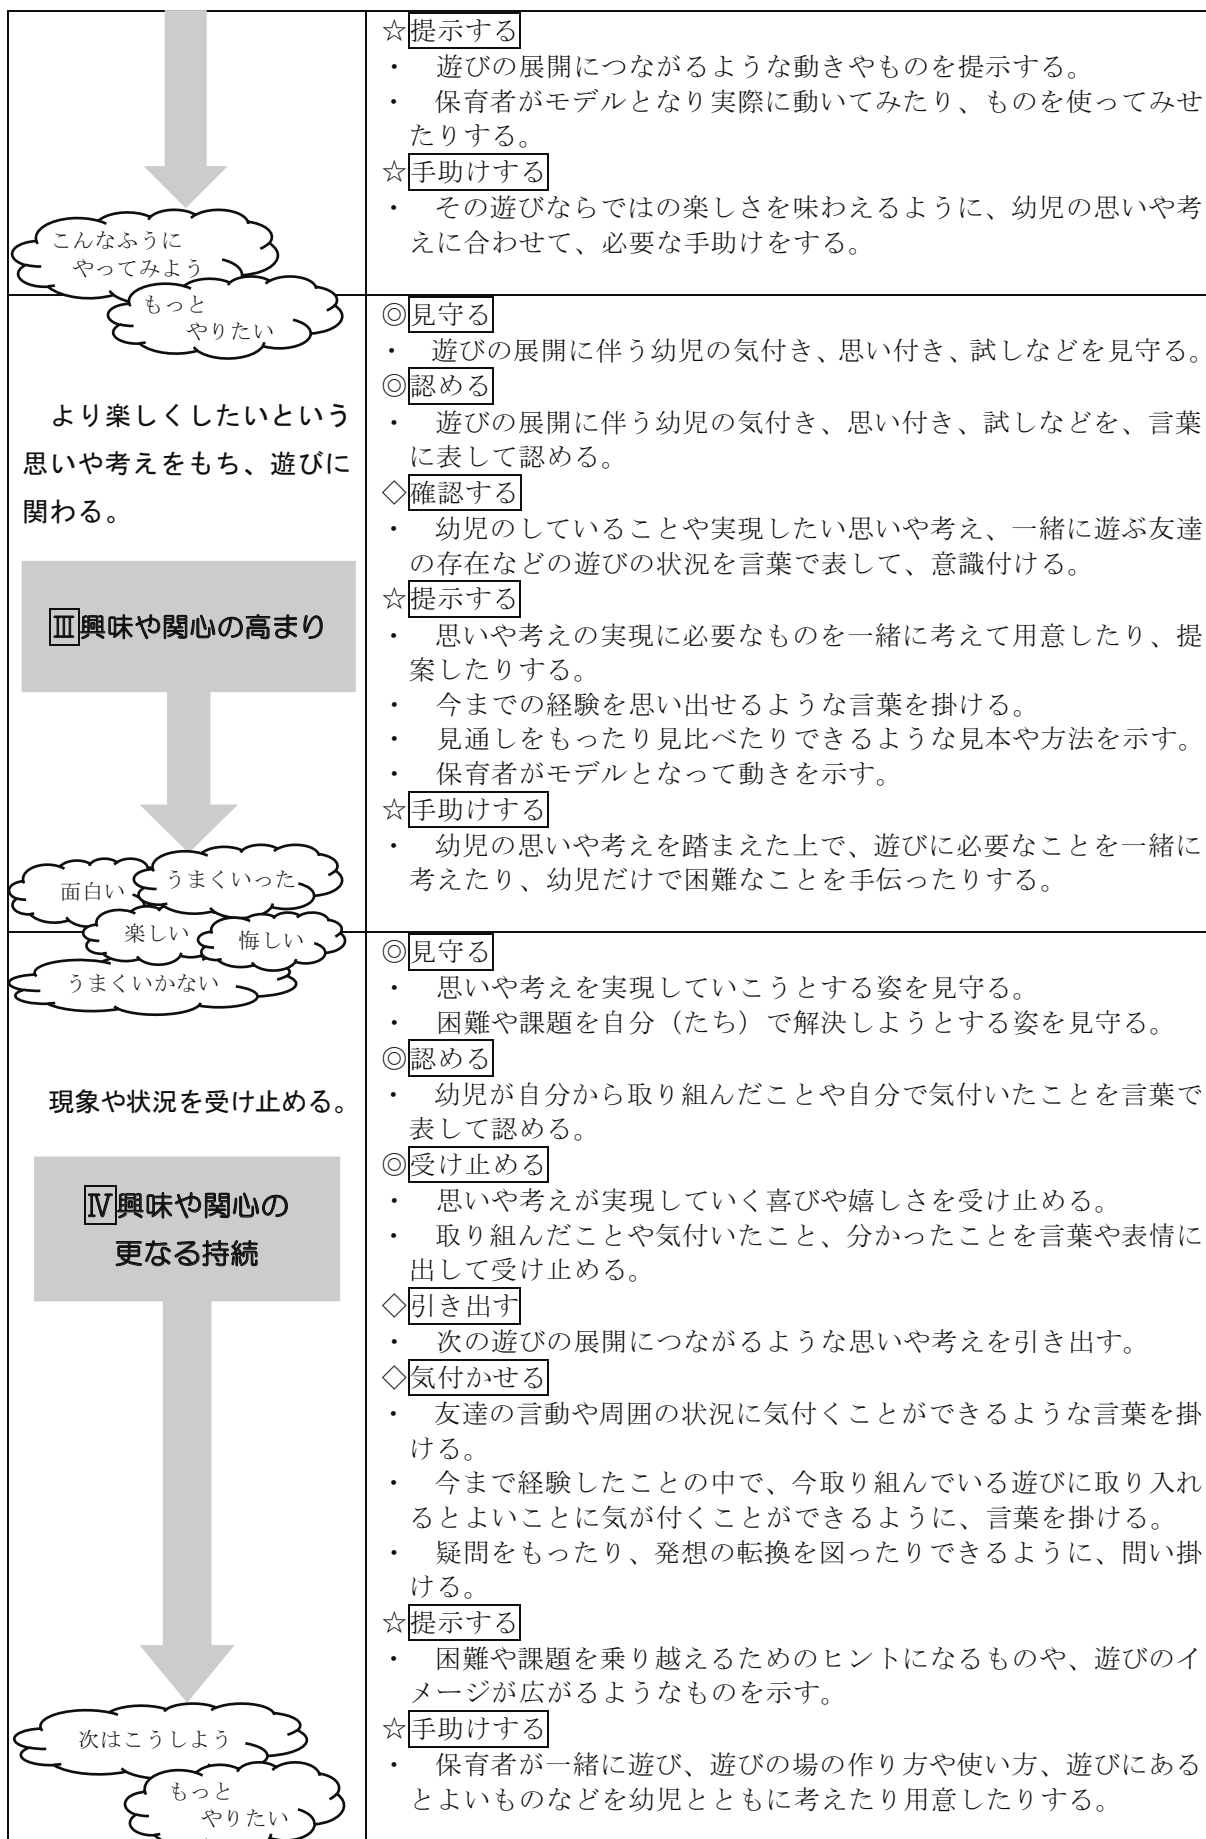 ☆提示する
・　遊びの展開につながるような動きやものを提示する。
・　保育者がモデルとなり実際に動いてみたり、ものを使ってみせ
たりする。
☆手助けする
・　その遊びならではの楽しさを味わえるように、幼児の思いや考
えに合わせて、必要な手助けをする。
こんなふうに
やってみよう
もっと
やりたい
より楽しくしたいという
思いや考えをもち、遊びに
関わる。
Ⅲ興味や関心の高まり
◎見守る
・　遊びの展開に伴う幼児の気付き、思い付き、試しなどを見守る。
◎認める
・　遊びの展開に伴う幼児の気付き、思い付き、試しなどを、言葉
に表して認める。
◇確認する
・　幼児のしていることや実現したい思いや考え、一緒に遊ぶ友達
の存在などの遊びの状況を言葉で表して、意識付ける。
☆提示する
・　思いや考えの実現に必要なものを一緒に考えて用意したり、提
案したりする。
・　今までの経験を思い出せるような言葉を掛ける。
・　見通しをもったり見比べたりできるような見本や方法を示す。
・　保育者がモデルとなって動きを示す。
☆手助けする
・　幼児の思いや考えを踏まえた上で、遊びに必要なことを一緒に
考えたり、幼児だけで困難なことを手伝ったりする。
面白い
うまくいった
楽しい
悔しい
うまくいかない
現象や状況を受け止める。
Ⅳ興味や関心の
更なる持続
◎見守る
・　思いや考えを実現していこうとする姿を見守る。
・　困難や課題を自分（たち）で解決しようとする姿を見守る。
◎認める
・　幼児が自分から取り組んだことや自分で気付いたことを言葉で
表して認める。
◎受け止める
・　思いや考えが実現していく喜びや嬉しさを受け止める。
・　取り組んだことや気付いたこと、分かったことを言葉や表情に
出して受け止める。
◇引き出す
・　次の遊びの展開につながるような思いや考えを引き出す。
◇気付かせる
・　友達の言動や周囲の状況に気付くことができるような言葉を掛
ける。
・　今まで経験したことの中で、今取り組んでいる遊びに取り入れ
るとよいことに気が付くことができるように、言葉を掛ける。
・　疑問をもったり、発想の転換を図ったりできるように、問い掛
ける。
☆提示する
・　困難や課題を乗り越えるためのヒントになるものや、遊びのイ
メージが広がるようなものを示す。
☆手助けする
・　保育者が一緒に遊び、遊びの場の作り方や使い方、遊びにある
とよいものなどを幼児とともに考えたり用意したりする。
次はこうしよう
もっと
やりたい